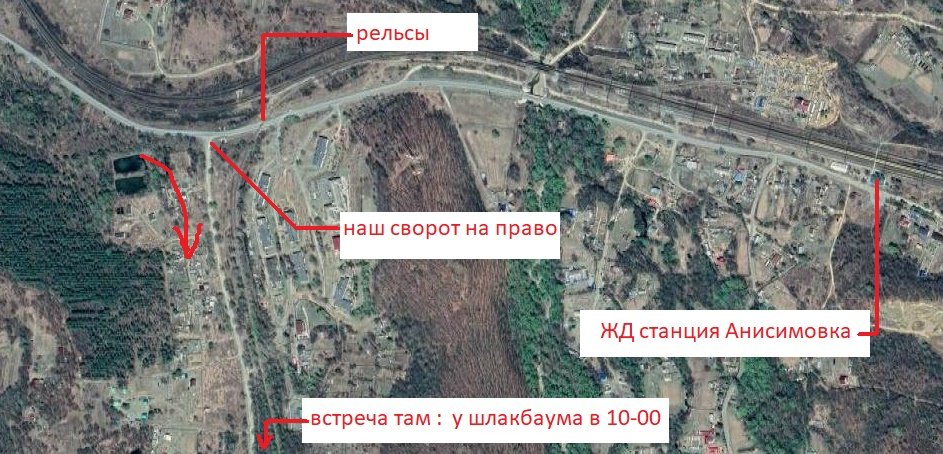 рельсы
наш сворот на право
ЖД станция Анисимовка
встреча там : у шлакбаума в 10-00